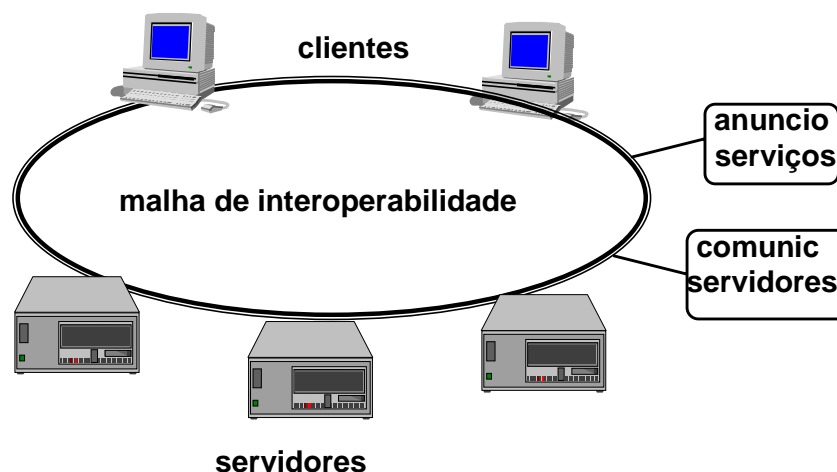 clientes
anuncio
serviços
malha de interoperabilidade
comunic
servidores
servidores